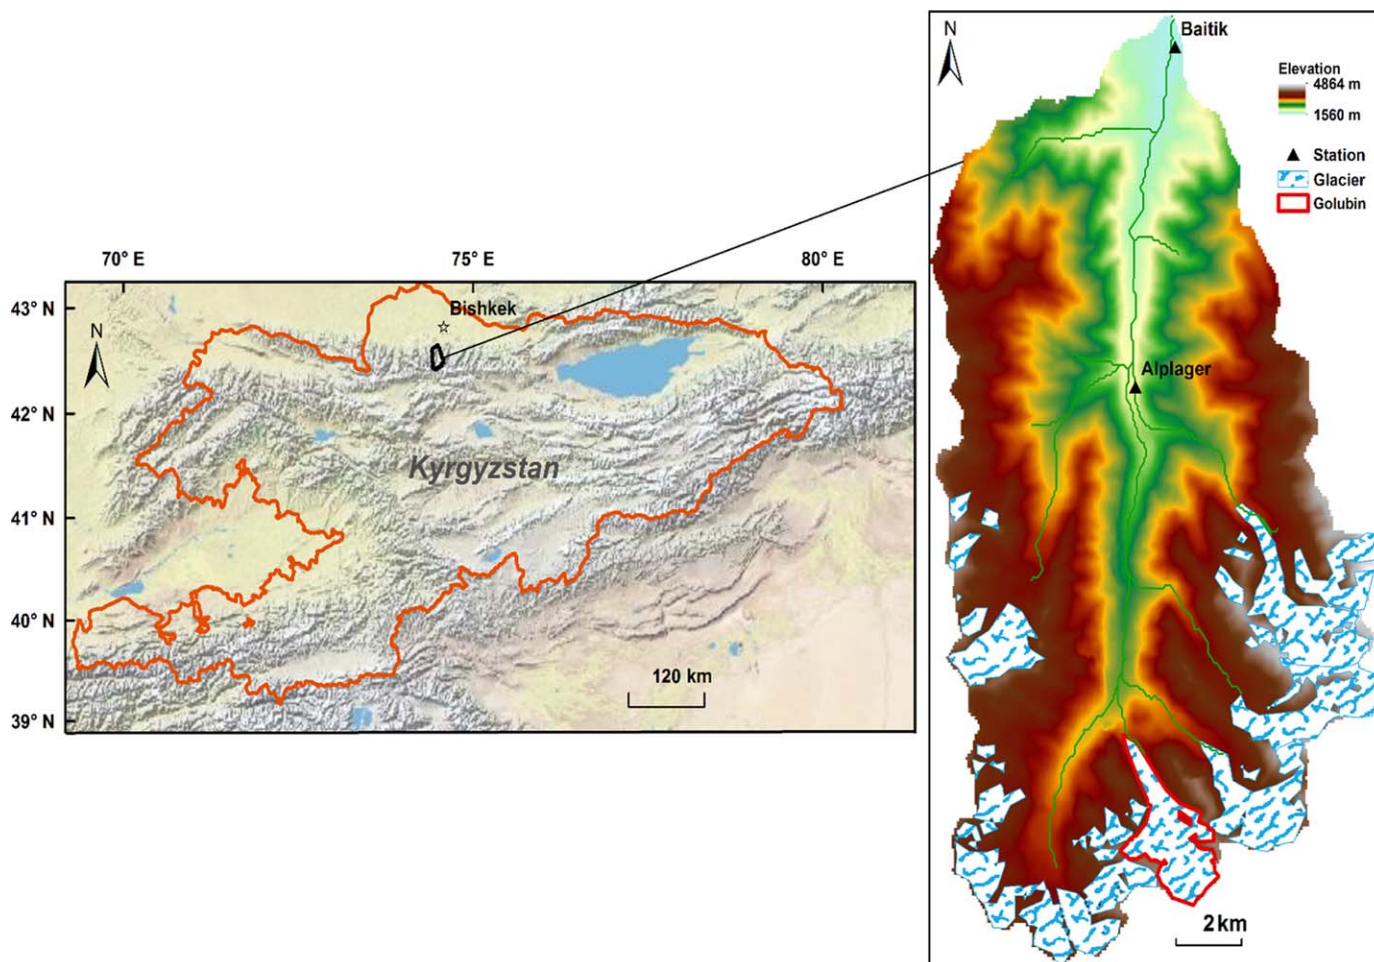 70° E
75° E
80° E
43° N
42° N
41° N
40° N
39° N
N
Bishkek
Kyrgyzstan
120 km
N
Baitik
Elevation
4864 m
1560 m
Station
Glacier
Golubin
Alplager
2 km